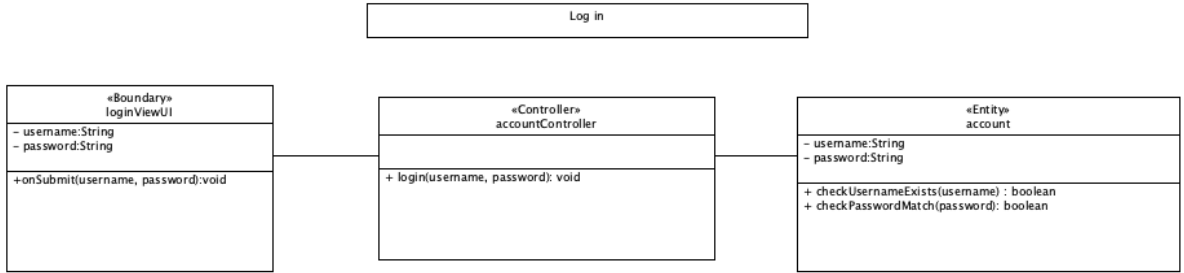 Log in
«Boundary»
loginViewUI
– username:String
– password:String
+onSubmit(username, password):void
«Controller»
accountController
+ login(username, password): void
«Entity»
account
– username:String
– password:String
+ checkUsernameExists(username) : boolean
+ checkPasswordMatch(password): boolean